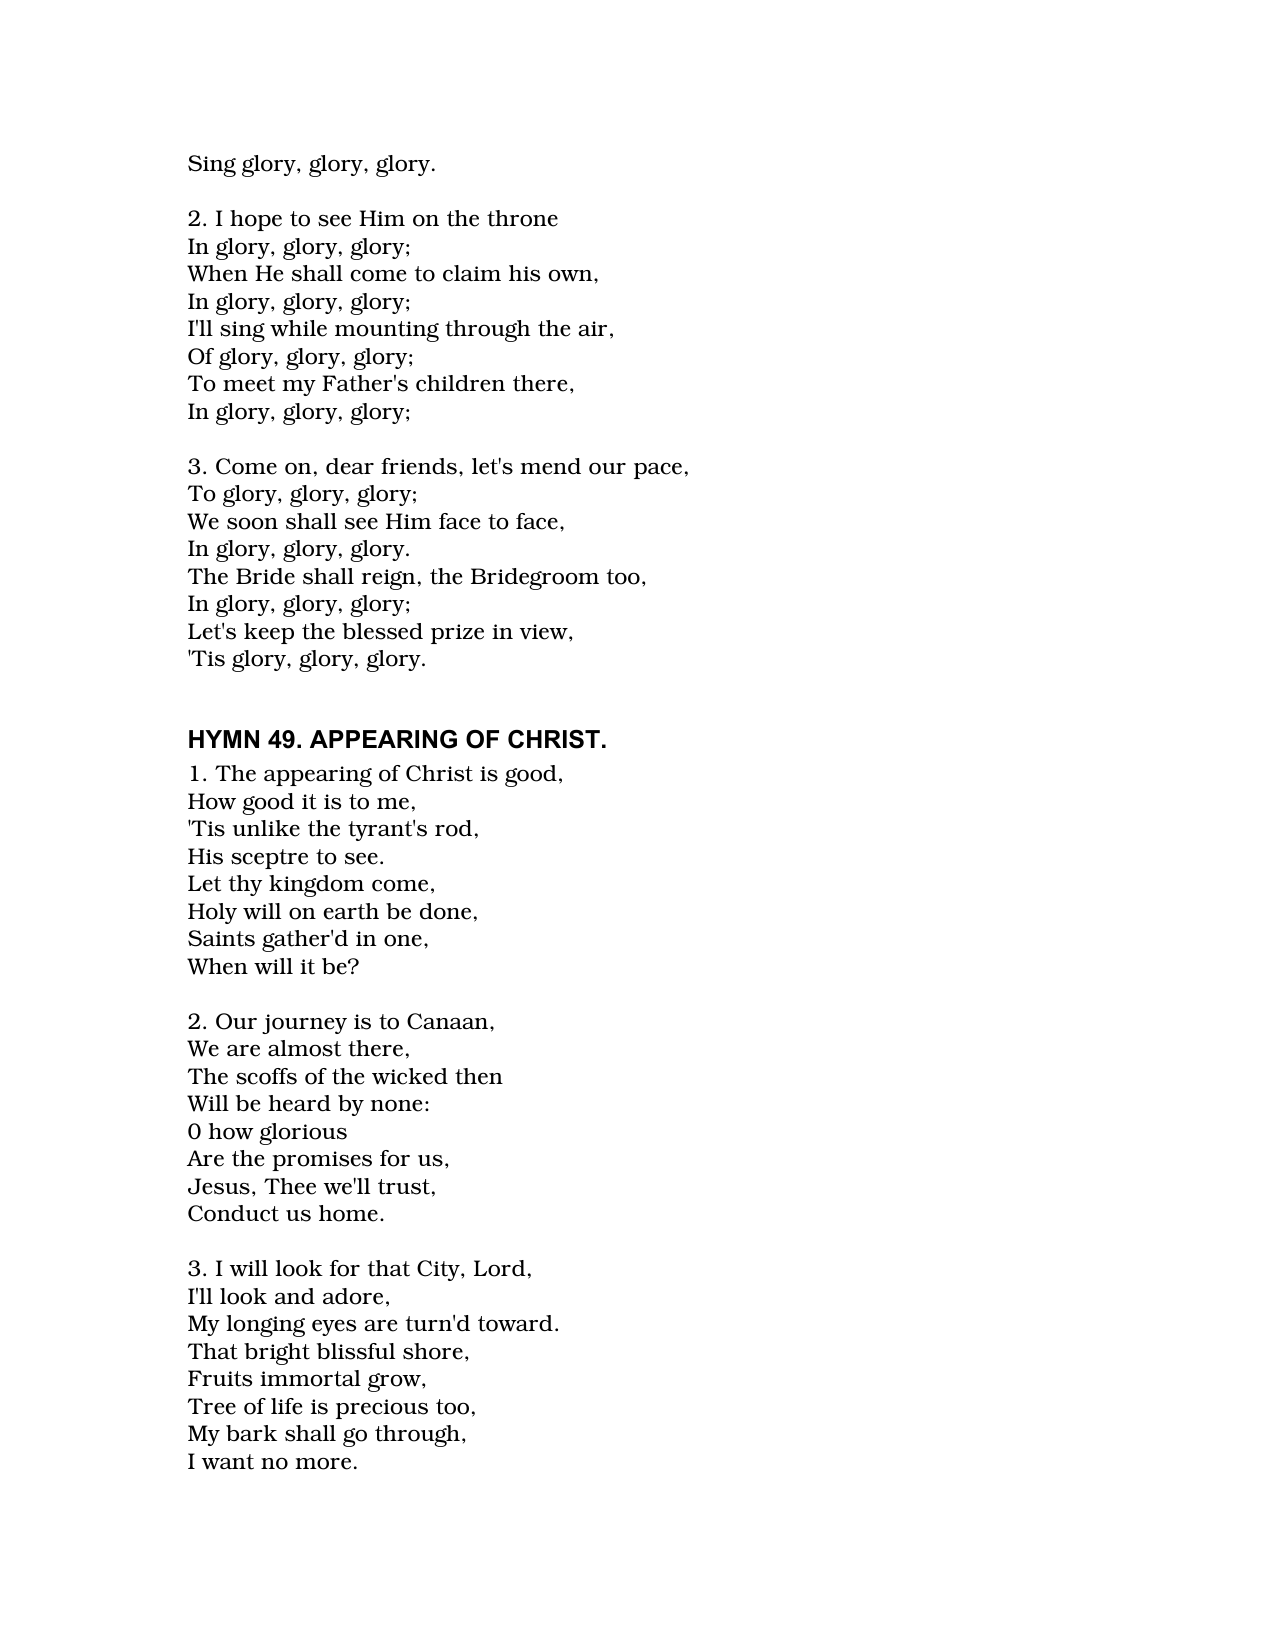 Sing glory, glory, glory.
2. I hope to see Him on the throne
In glory, glory, glory;
When He shall come to claim his own,
In glory, glory, glory;
I'll sing while mounting through the air,
Of glory, glory, glory;
To meet my Father's children there,
In glory, glory, glory;
3. Come on, dear friends, let's mend our pace,
To glory, glory, glory;
We soon shall see Him face to face,
In glory, glory, glory.
The Bride shall reign, the Bridegroom too,
In glory, glory, glory;
Let's keep the blessed prize in view,
'Tis glory, glory, glory.
HYMN 49. APPEARING OF CHRIST.
1. The appearing of Christ is good,
How good it is to me,
'Tis unlike the tyrant's rod,
His sceptre to see.
Let thy kingdom come,
Holy will on earth be done,
Saints gather'd in one,
When will it be?
2. Our journey is to Canaan,
We are almost there,
The scoffs of the wicked then
Will be heard by none:
0 how glorious
Are the promises for us,
Jesus, Thee we'll trust,
Conduct us home.
3. I will look for that City, Lord,
I'll look and adore,
My longing eyes are turn'd toward.
That bright blissful shore,
Fruits immortal grow,
Tree of life is precious too,
My bark shall go through,
I want no more.